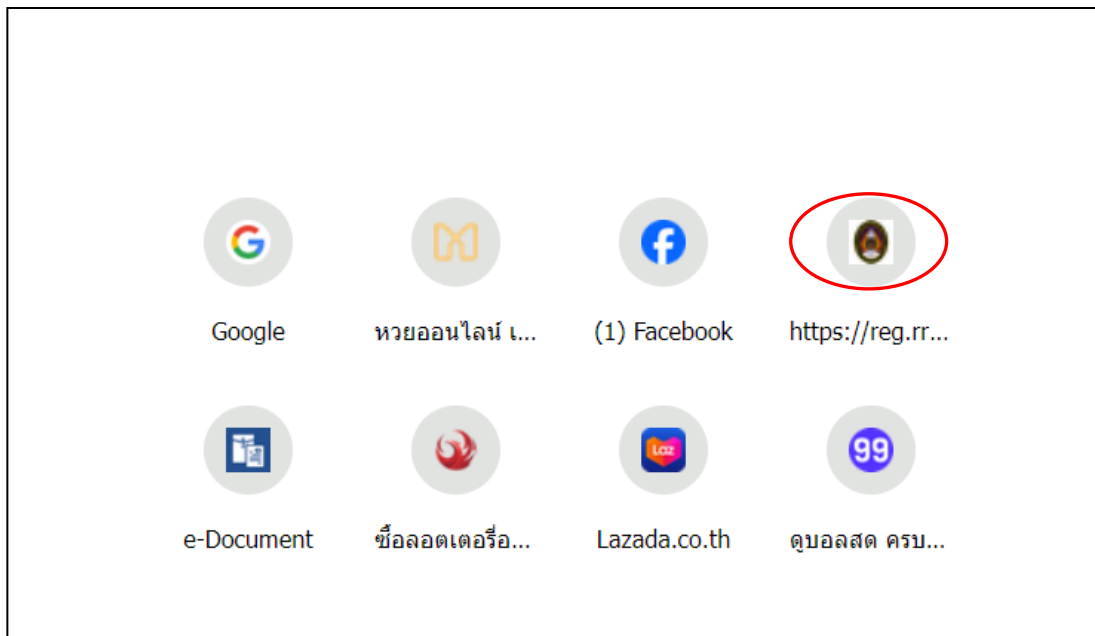 Google
หวยออนไลน์ เ...
(1) Facebook
https://reg.rr...
Laz
99
e-Document
ซื้อลอตเตอรี่อ...
Lazada.co.th
ดูบอลสด ครบ...